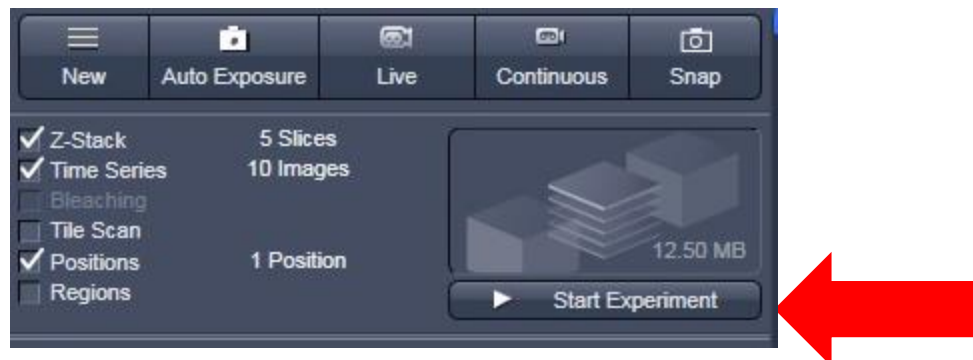 New Auto Exposure Live Continuous Snap
Z-Stack 5 Slices
Time Series 10 Images
Bleaching
Tile Scan
12.50 MB
Positions 1 Position
Regions
Start Experiment